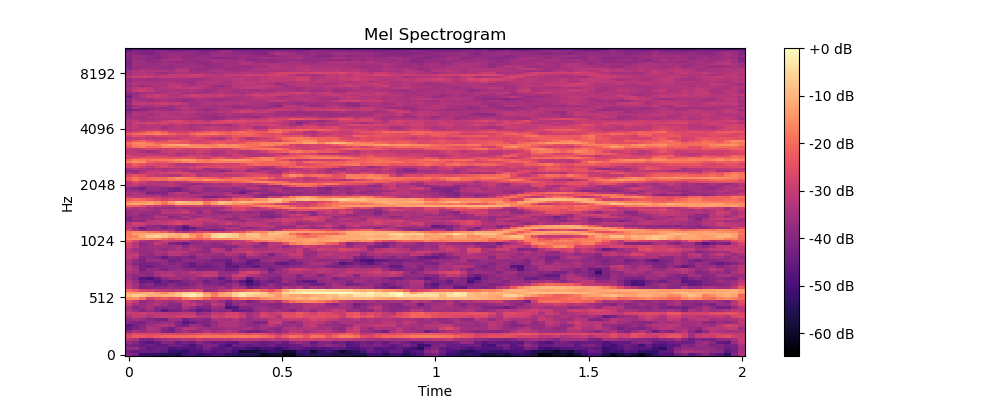 Mel Spectrogram
8192
4096
2048
1024
512
0
Hz
0 0.5 1 1.5 2
Time
+0 dB
-10 dB
-20 dB
-30 dB
-40 dB
-50 dB
-60 dB